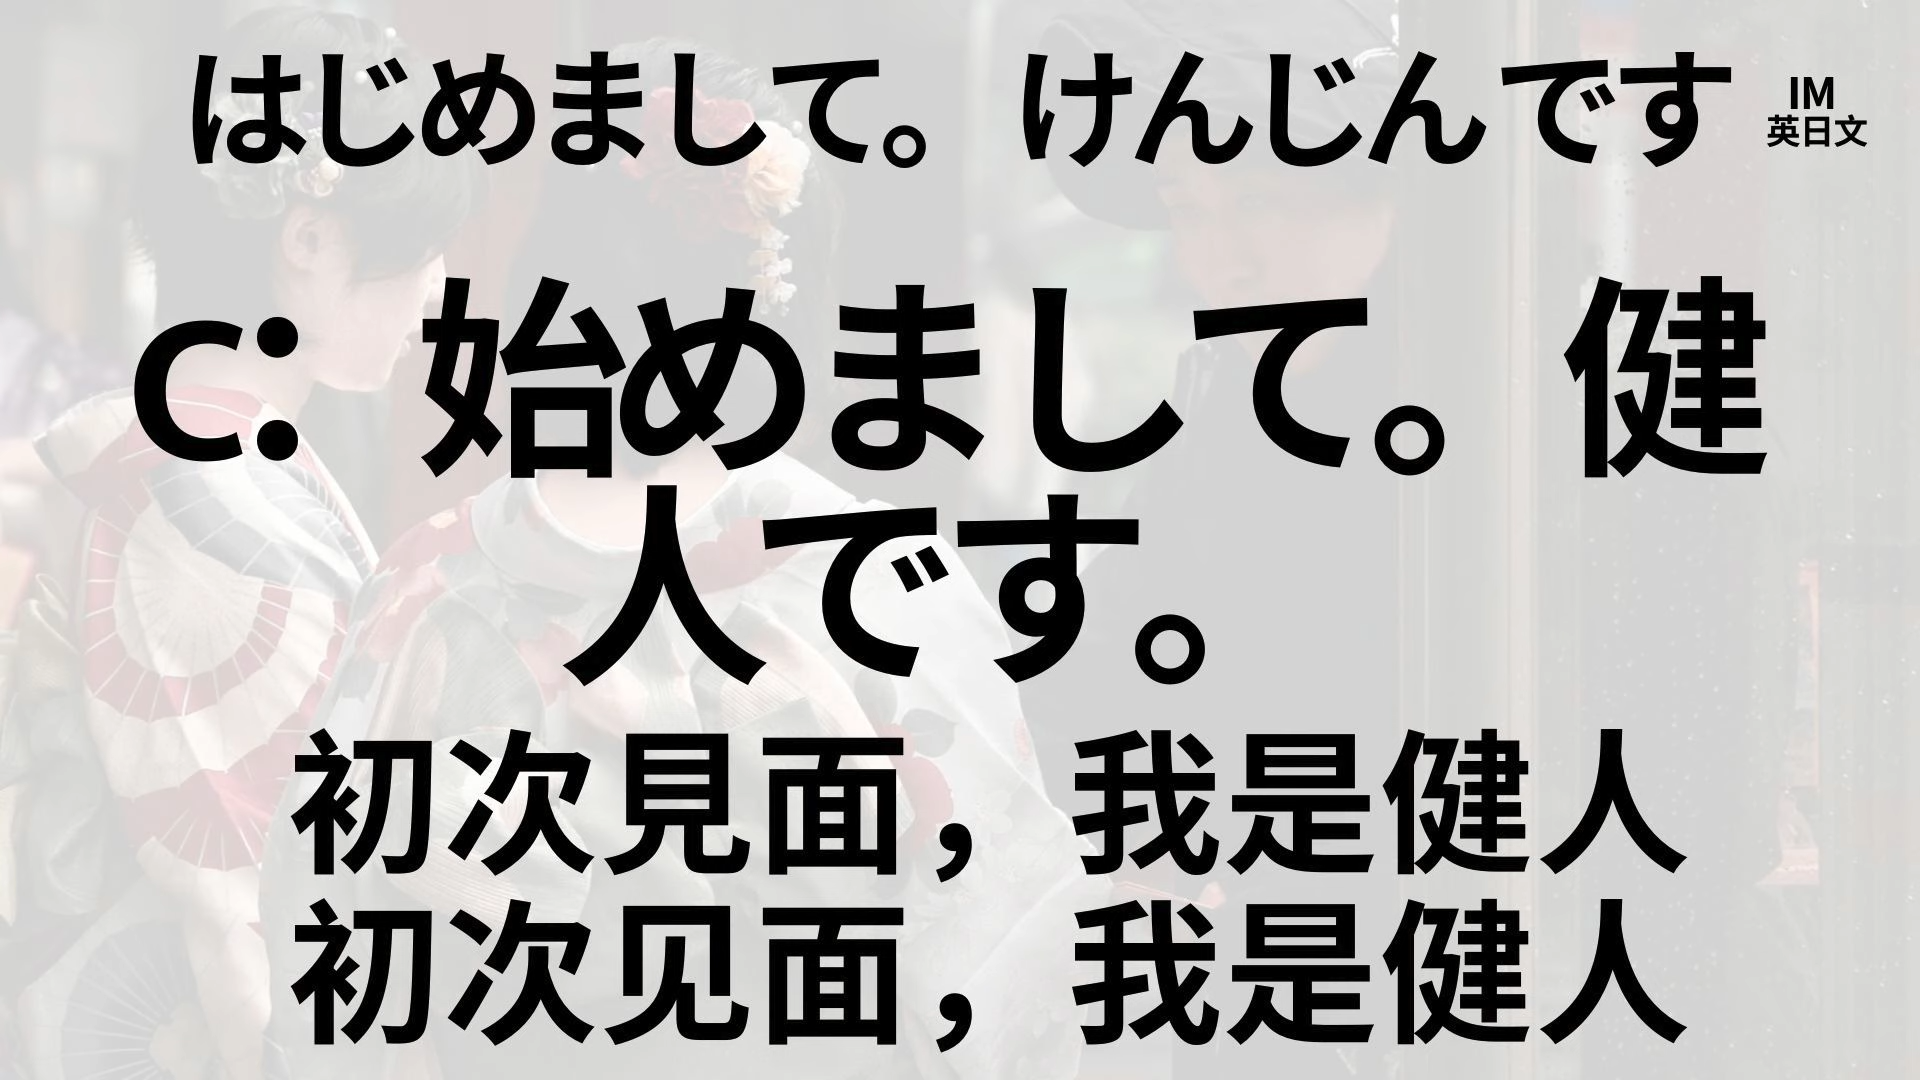 はじめまして。 けんじんです
IM
英日文
C: 始めまして。 健
人です。
初次見面，我是健人
初次见面，我是健人